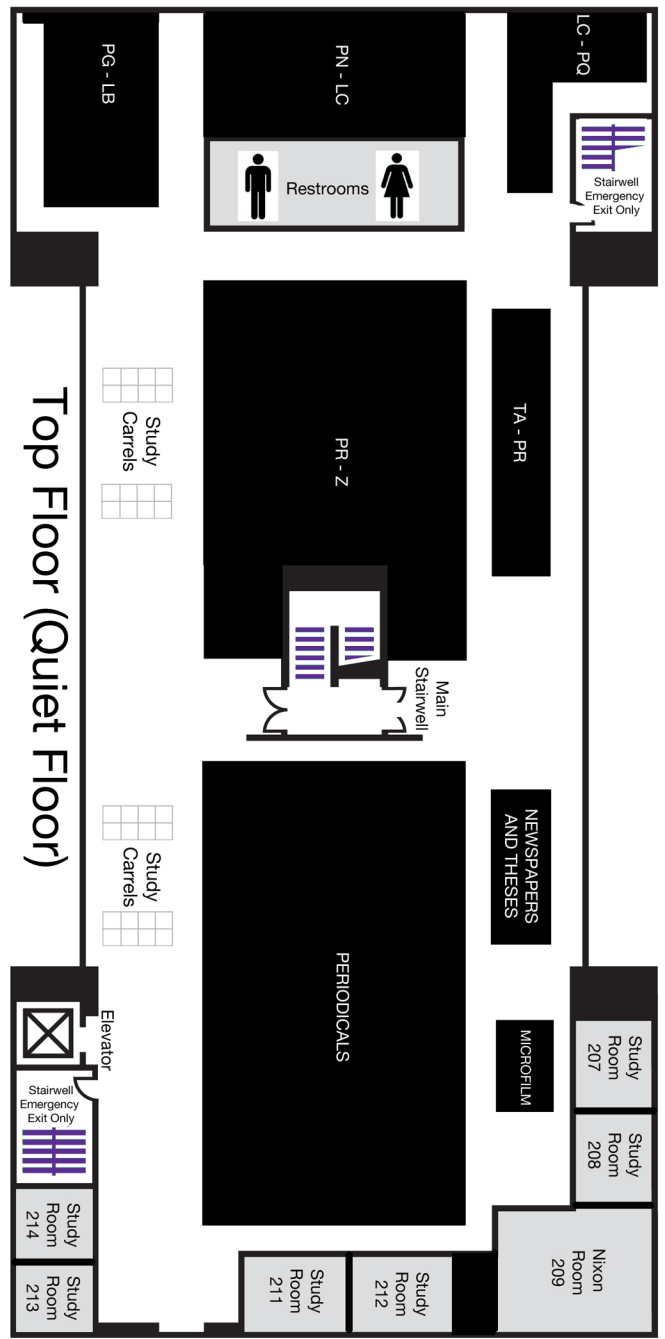 PG - LB
PN - LC
LC - PQ
Restrooms
Stairwell
Emergency
Exit Only
Top Floor (Quiet Floor)
Study
Carrels
PR - Z
TA - PR
Main
Stairwell
Study
Carrels
PERIODICALS
NEWSPAPERS
AND THESES
MICROFILM
Elevator
Stairwell
Emergency
Exit Only
Study
Room
207
Study
Room
208
Nixon
Room
209
Study
Room
214
Study
Room
213
Study
Room
211
Study
Room
212